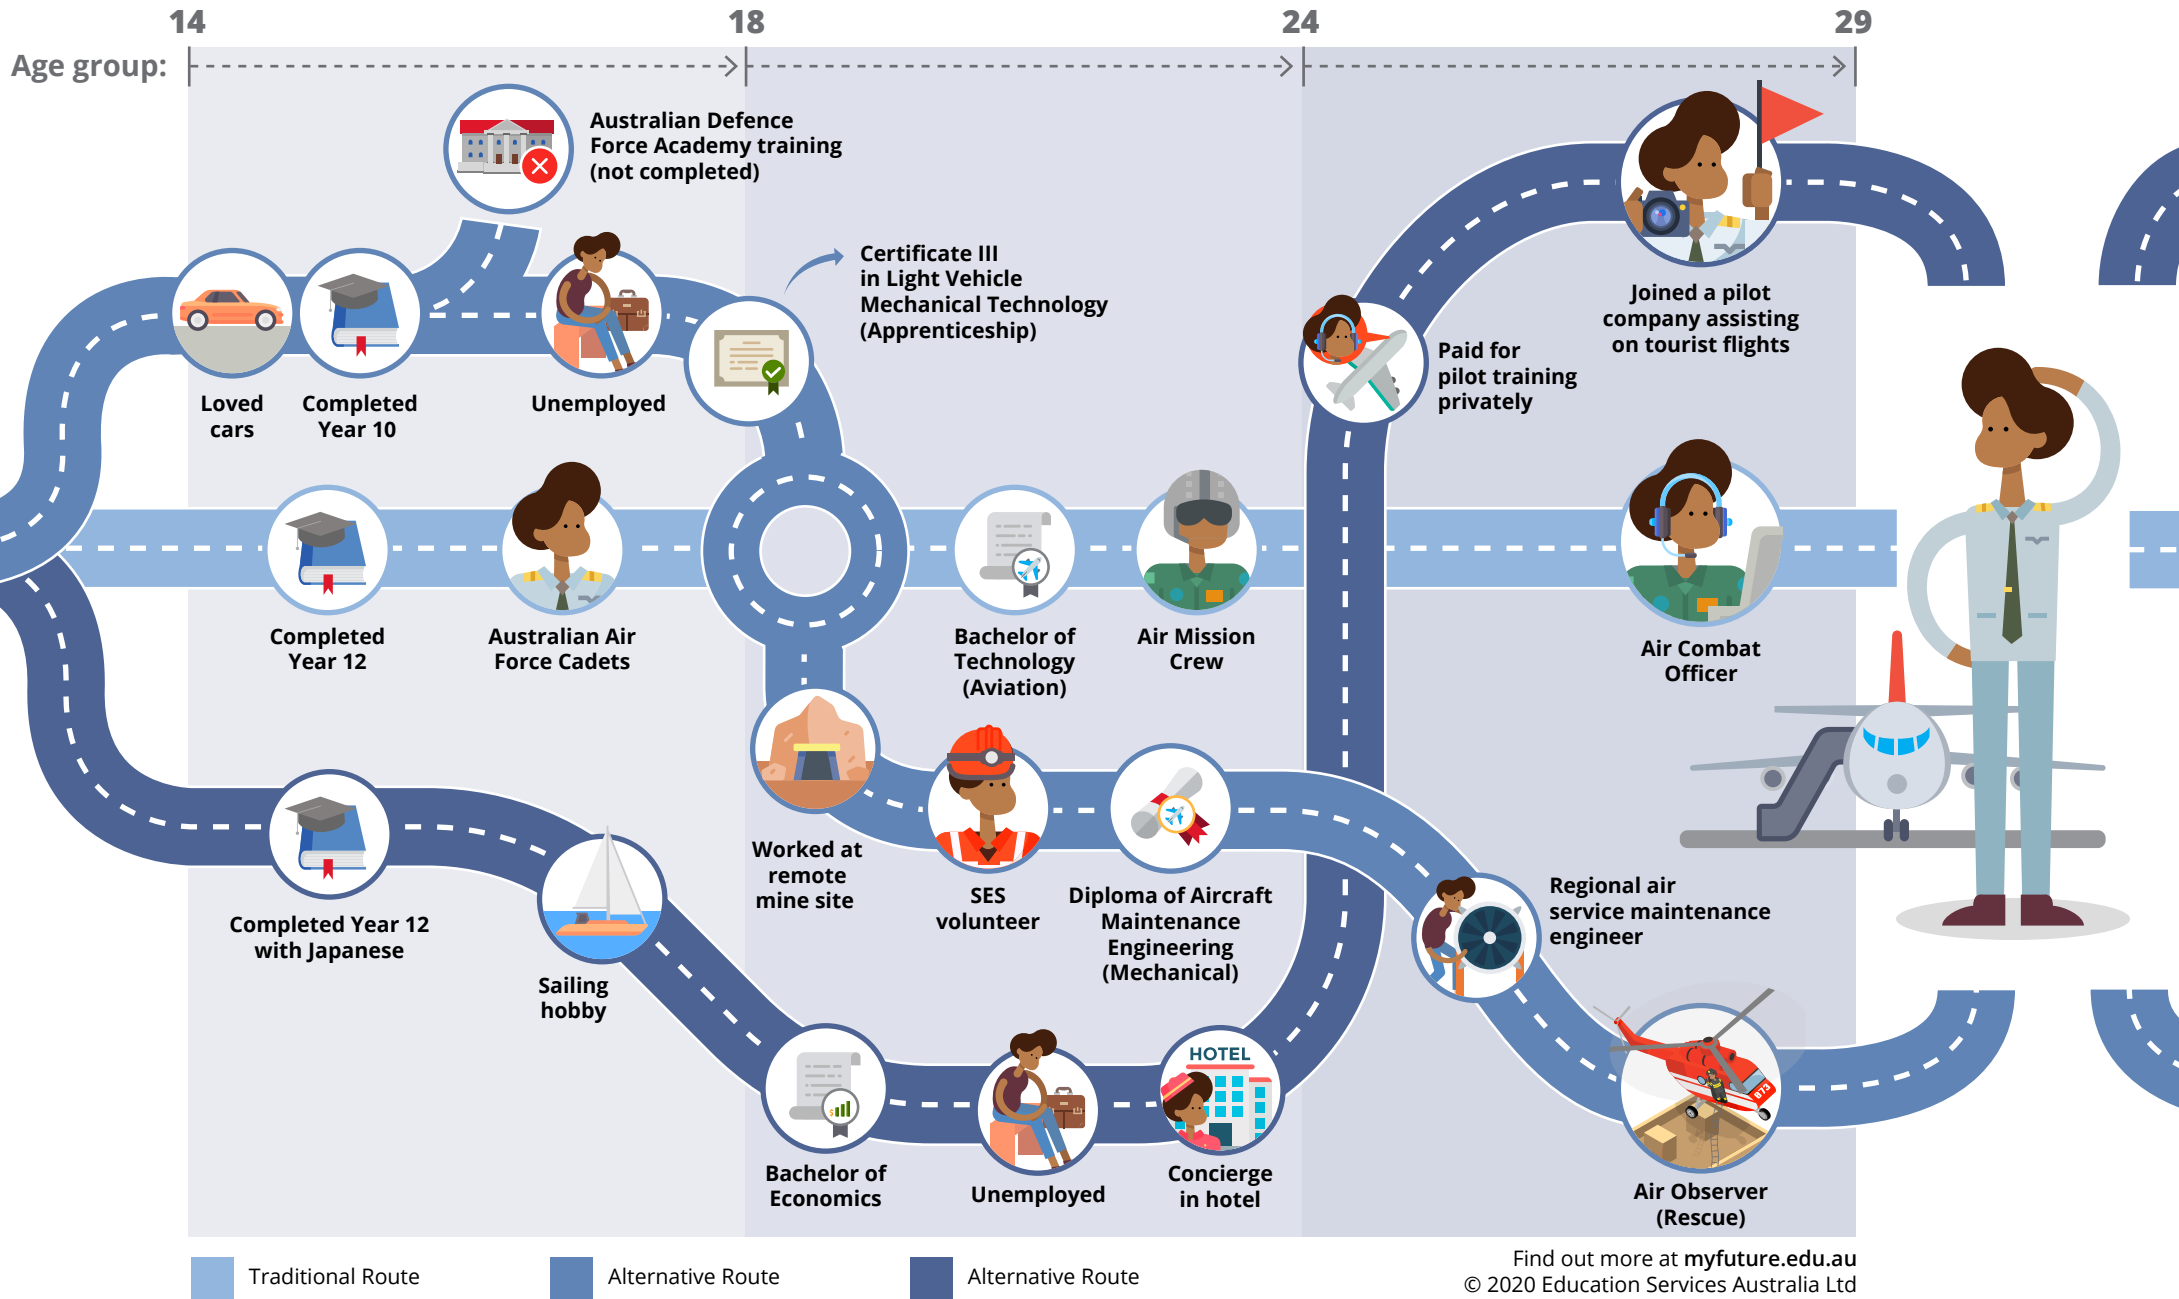 14
18
24
29
Age group:
Australian Defence
Force Academy training
(not completed)
Certificate III
in Light Vehicle
Mechanical Technology
(Apprenticeship)
Loved
cars
Completed
Year 10
Unemployed
Paid for
pilot training
privately
Joined a pilot
company assisting
on tourist flights
Completed
Year 12
Australian Air
Force Cadets
Bachelor of
Technology
(Aviation)
Air Mission
Crew
Air Combat
Officer
Worked at
remote
mine site
SES
volunteer
Diploma of Aircraft
Maintenance
Engineering
(Mechanical)
Regional air
service maintenance
engineer
873
Air Observer
(Rescue)
Completed Year 12
with Japanese
Sailing
hobby
$
Bachelor of
Economics
Unemployed
HOTEL
Concierge
in hotel
Traditional Route
Alternative Route
Alternative Route
Find out more at myfuture.edu.au
© 2020 Education Services Australia Ltd